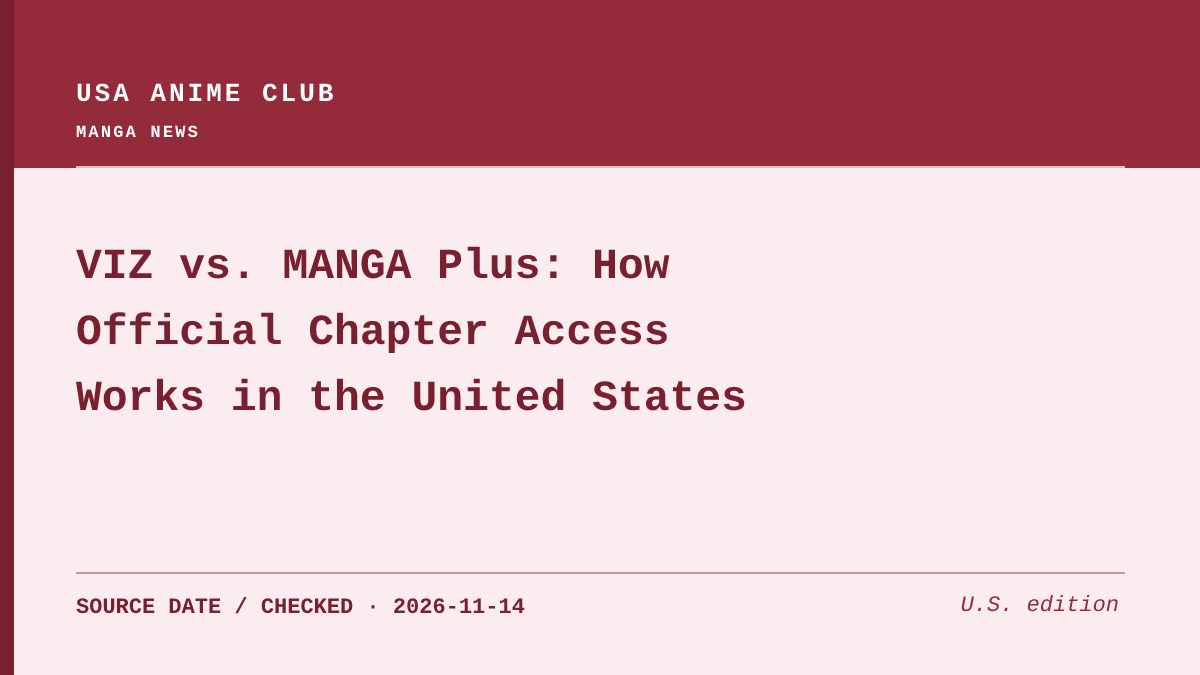 USA ANIME CLUB
MANGA NEWS
VIZ vs. MANGA Plus: How
Official Chapter Access
Works in the United States
SOURCE DATE / CHECKED · 2026-11-14
U.S. edition